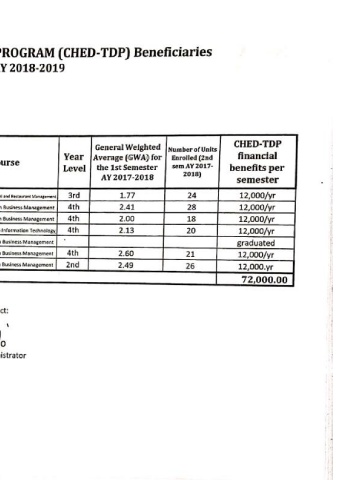 PROGRAM (CHED-TDP) Beneficiaries
Y 2018-2019
urse Year Level General Weighted Average (GWA) for the 1st Semester AY 2017-2018 Number of Units Enrolled (2nd sem AY 2017-2018) CHED-TDP financial benefits per semester
and Restaurant Management 3rd 1.77 24 12,000/yr
Business Management 4th 2.41 28 12,000/yr
Business Management 4th 2.00 18 12,000/yr
Information Technology 4th 2.13 20 12,000/yr
Business Management graduated
Business Management 4th 2.60 21 12,000/yr
Business Management 2nd 2.49 26 12,000.yr
72,000.00
ct:
O
istrator